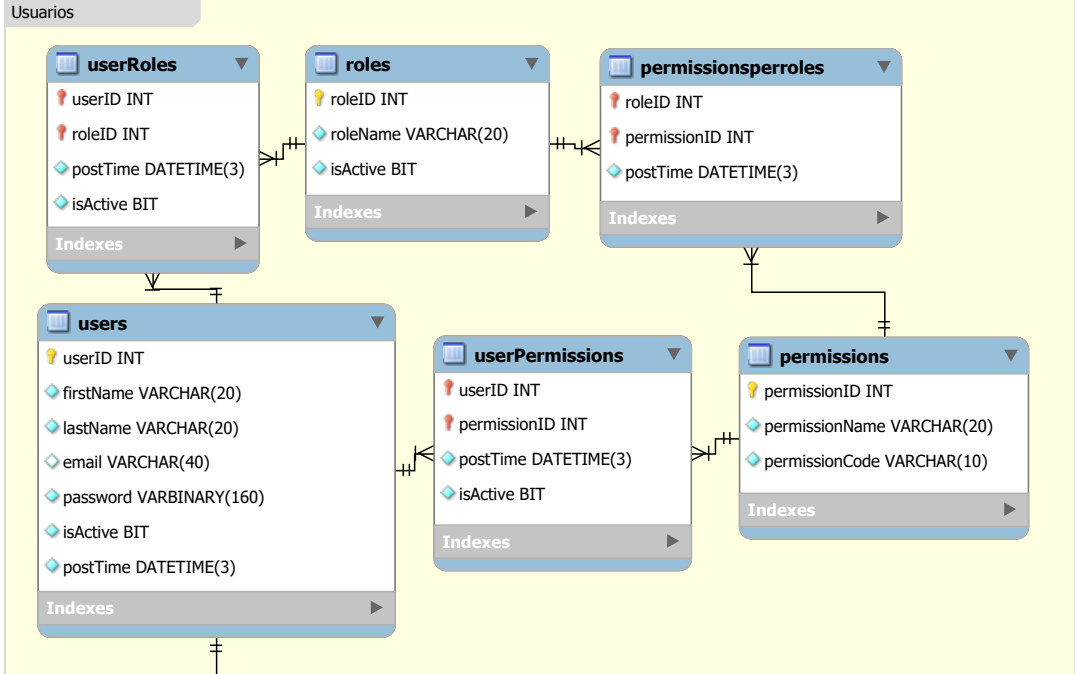 Usuarios
userRoles
userID INT
roleID INT
postTime DATETIME(3)
isActive BIT
Indexes
roles
roleID INT
roleName VARCHAR(20)
isActive BIT
Indexes
permissionsperroles
roleID INT
permissionID INT
postTime DATETIME(3)
Indexes
users
userID INT
firstName VARCHAR(20)
lastName VARCHAR(20)
email VARCHAR(40)
password VARBINARY(160)
isActive BIT
postTime DATETIME(3)
Indexes
userPermissions
userID INT
permissionID INT
postTime DATETIME(3)
isActive BIT
Indexes
permissions
permissionID INT
permissionName VARCHAR(20)
permissionCode VARCHAR(10)
Indexes